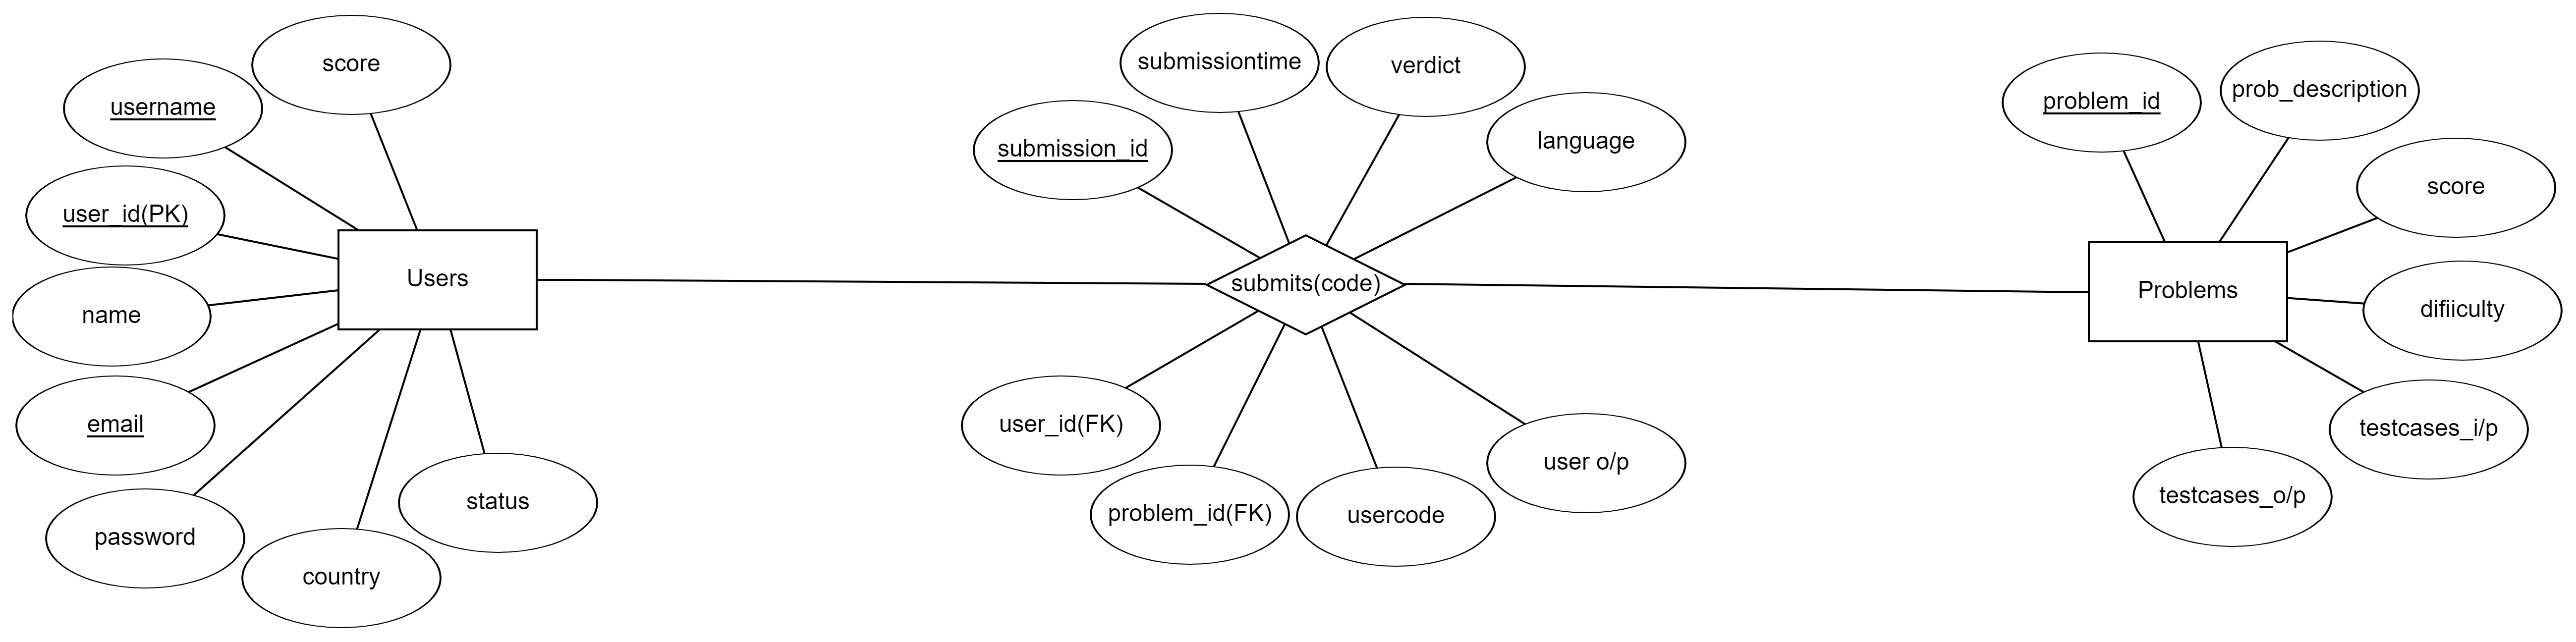 score
username
user_id(PK)
name
email
password
country
status
Users
submissiontime
verdict
submission_id
language
submits(code)
user_id(FK)
problem_id(FK)
usercode
user o/p
problem_id
prob_description
score
Problems
difiiculty
testcases_i/p
testcases_o/p